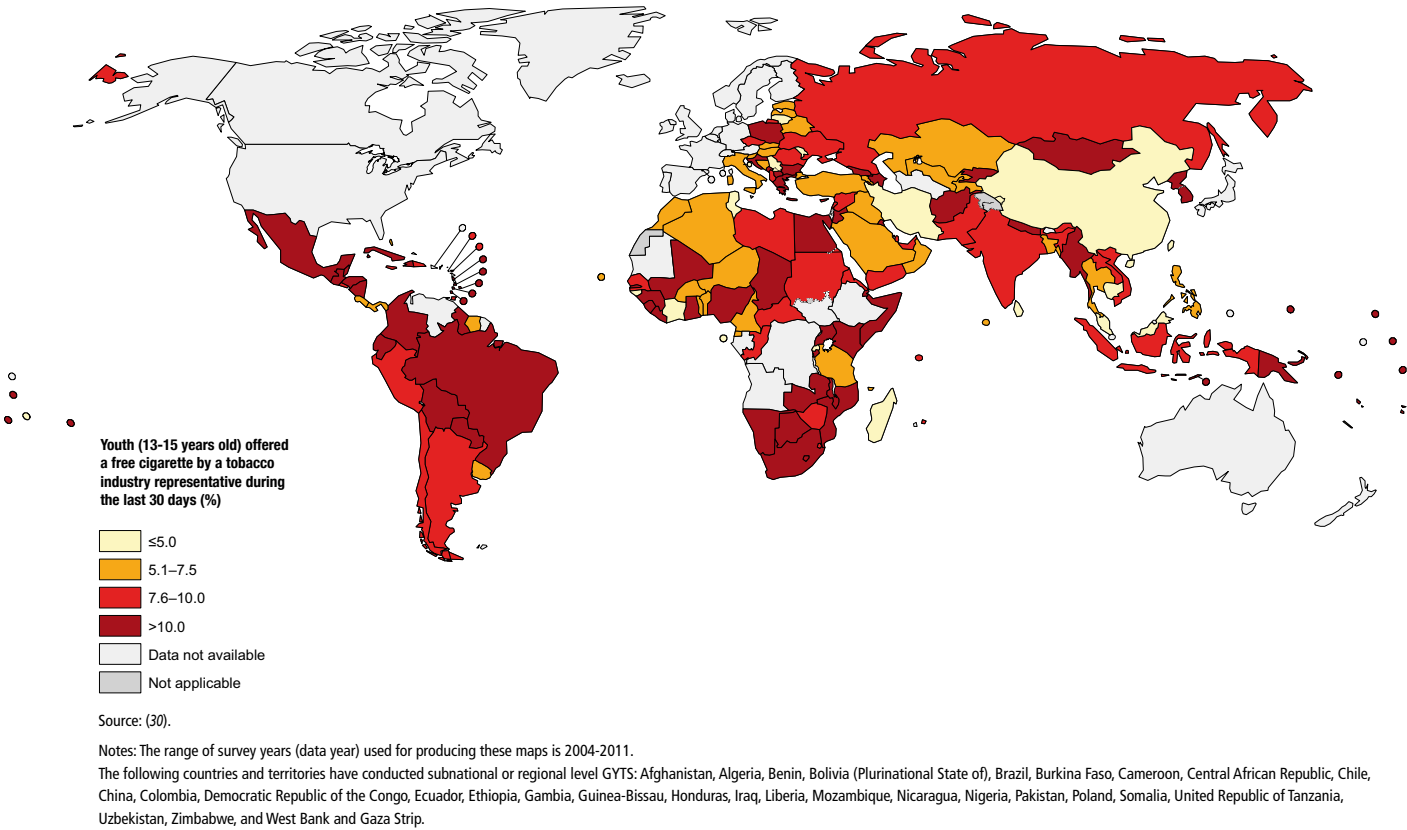 Youth (13-15 years old) offered
a free cigarette by a tobacco
industry representative during
the last 30 days (%)
≤5.0
5.1–7.5
7.6–10.0
>10.0
Data not available
Not applicable
Source: (30).
Notes: The range of survey years (data year) used for producing these maps is 2004-2011.
The following countries and territories have conducted subnational or regional level GYTS: Afghanistan, Algeria, Benin, Bolivia (Plurinational State of), Brazil, Burkina Faso, Cameroon, Central African Republic, Chile,
China, Colombia, Democratic Republic of the Congo, Ecuador, Ethiopia, Gambia, Guinea-Bissau, Honduras, Iraq, Liberia, Mozambique, Nicaragua, Nigeria, Pakistan, Poland, Somalia, United Republic of Tanzania,
Uzbekistan, Zimbabwe, and West Bank and Gaza Strip.